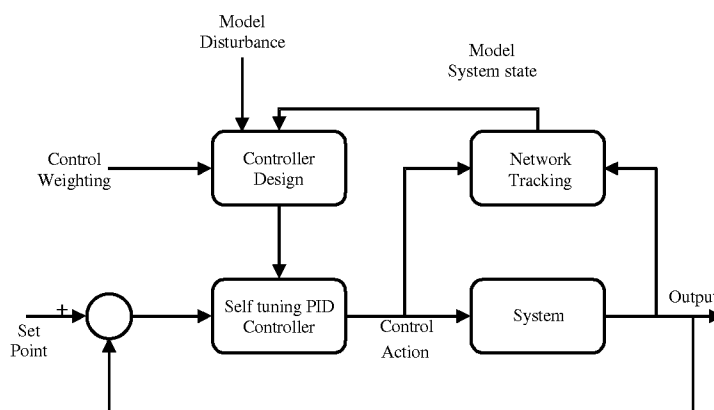 Model
Disturbance
Model
System state
Control
Weighting
Controller
Design
Network
Tracking
+
Set
Point
Self tuning PID
Controller
Control
Action
System
Output